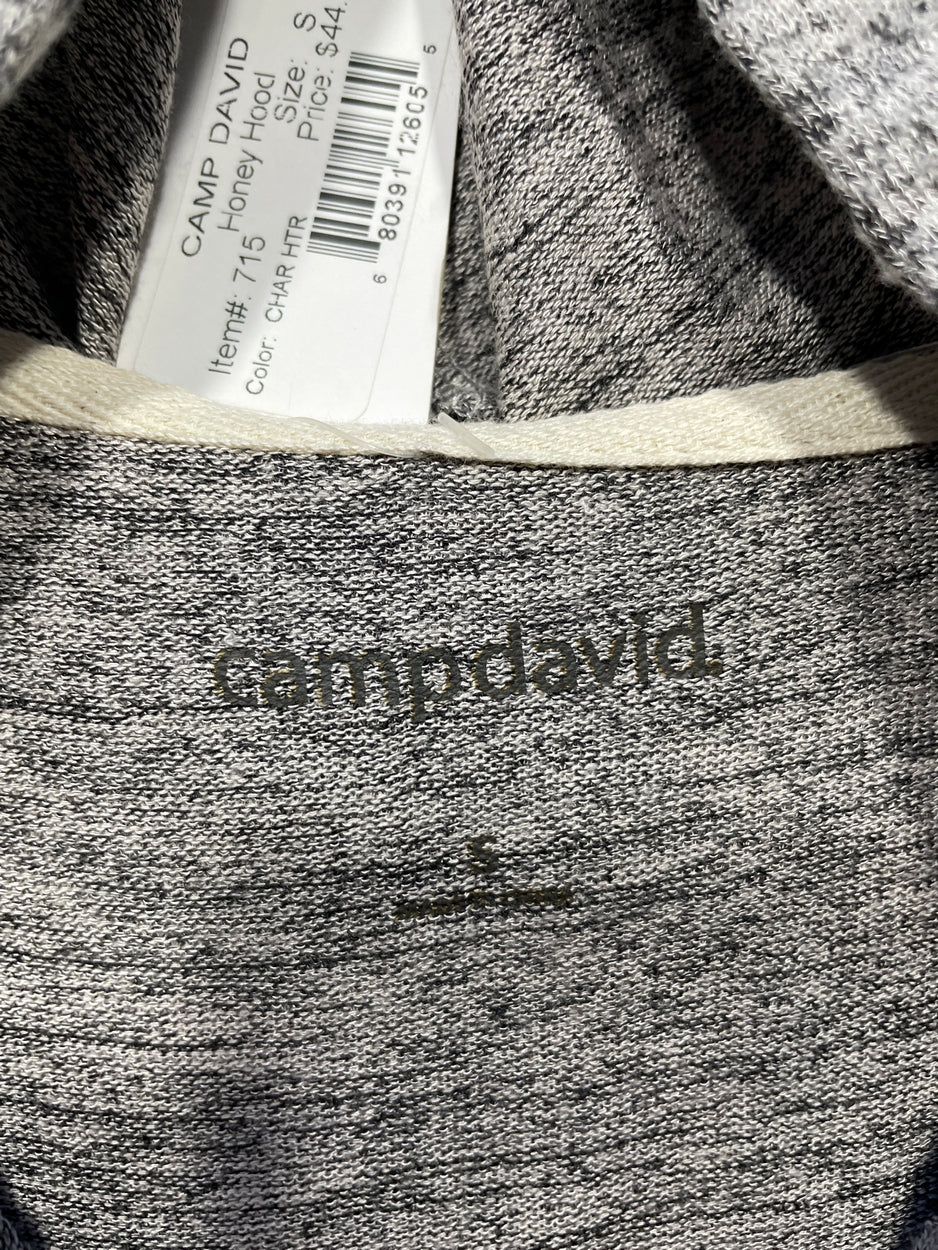 CAMP DAVID
Item#: 715 Honey Hood
Size: S
Price: $44.
Color: CHAR HTR
6 80391 12605 5
campdavid.
S